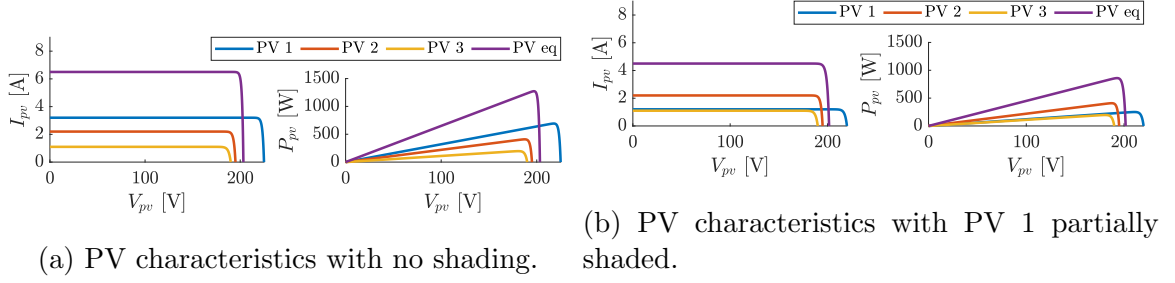 PV 1 PV 2 PV 3 PV eq
8
6
4
2
0
I_pv [A]
0 100 200
V_pv [V]
1500
1000
500
0
P_pv [W]
0 100 200
V_pv [V]
(a) PV characteristics with no shading.
PV 1 PV 2 PV 3 PV eq
8
6
4
2
0
I_pv [A]
0 100 200
V_pv [V]
1500
1000
500
0
P_pv [W]
0 100 200
V_pv [V]
(b) PV characteristics with PV 1 partially
shaded.